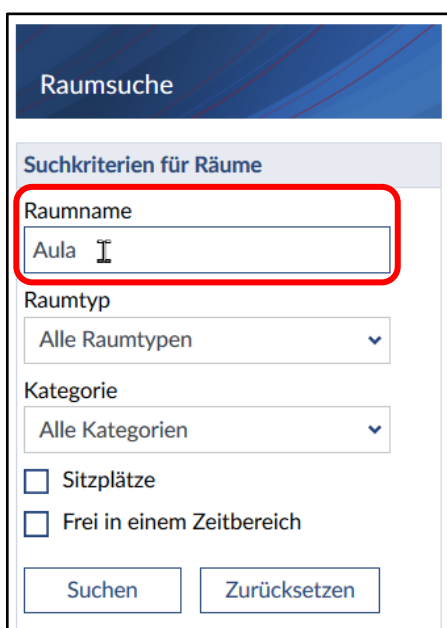 Raumsuche
Suchkriterien für Räume
Raumname
Aula
Raumtyp
Alle Raumtypen
Kategorie
Alle Kategorien
Sitzplätze
Frei in einem Zeitbereich
Suchen Zurücksetzen